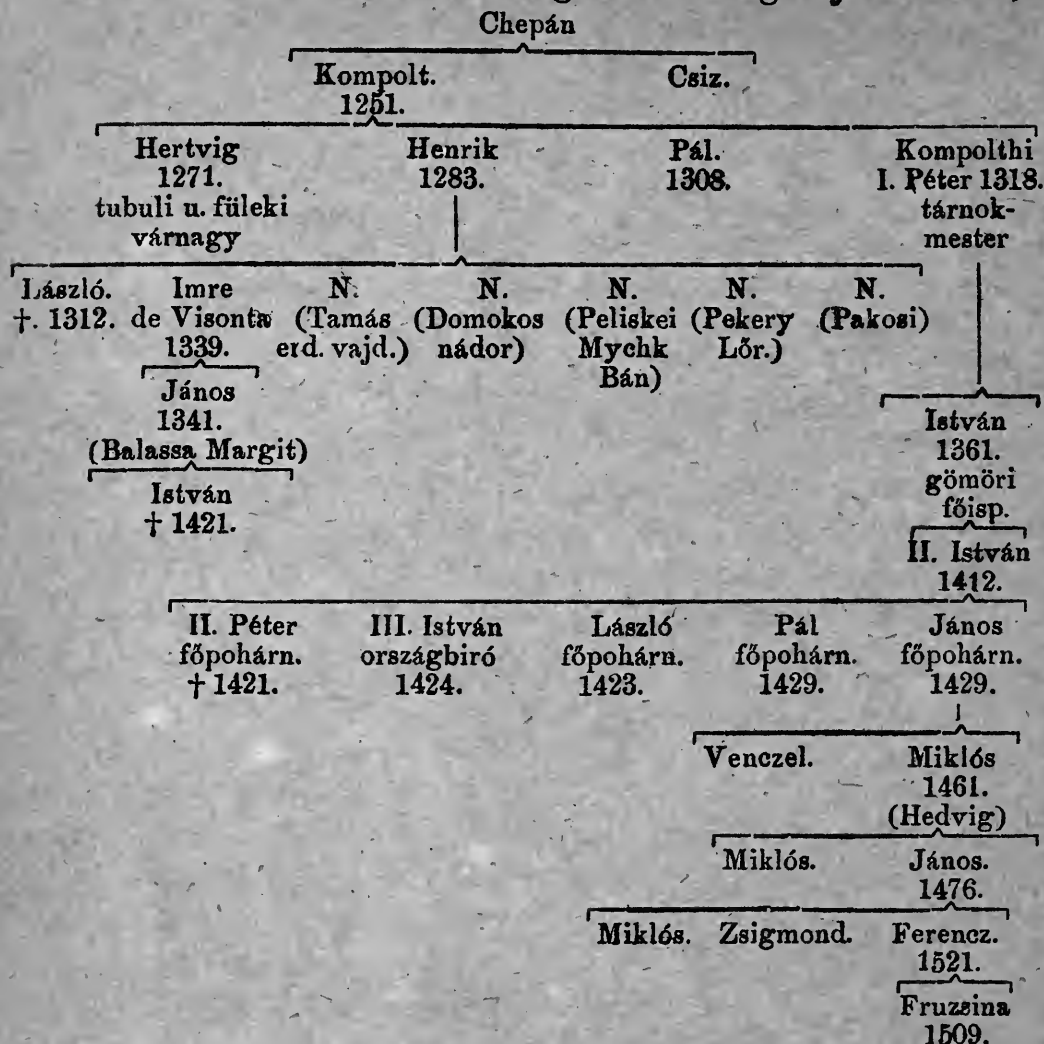 Chepán
Kompolt. Csiz.
1251.
Hertvig Henrik Pál. Kompolthi
1271. 1283. 1308. I. Péter 1318.
tubuli u. füleki tárnok-
várnagy mester
László. Imre N. N. N. N. N.
†. 1312. de Visonta (Tamás (Domokos (Peliskei (Pekery (Pakosi)
1339. erd. vajd.) nádor) Mychk Lőr.)
Bán)
János
1341. István
(Balassa Margit) 1361.
gömöri
István főisp.
† 1421.
II. István
1412.
II. Péter III. István László Pál János
főpohárn. országbiró főpohárn. főpohárn. főpohárn.
† 1421. 1424. 1423. 1429. 1429.
Venczel. Miklós
1461.
(Hedvig)
Miklós. János.
1476.
Miklós. Zsigmond. Ferencz.
1521.
Fruzsina
1509.